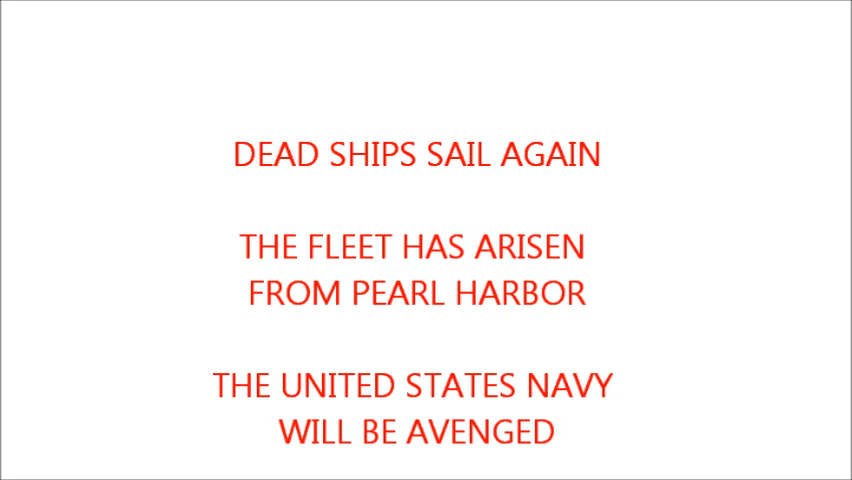 DEAD SHIPS SAIL AGAIN
THE FLEET HAS ARISEN
FROM PEARL HARBOR
THE UNITED STATES NAVY
WILL BE AVENGED